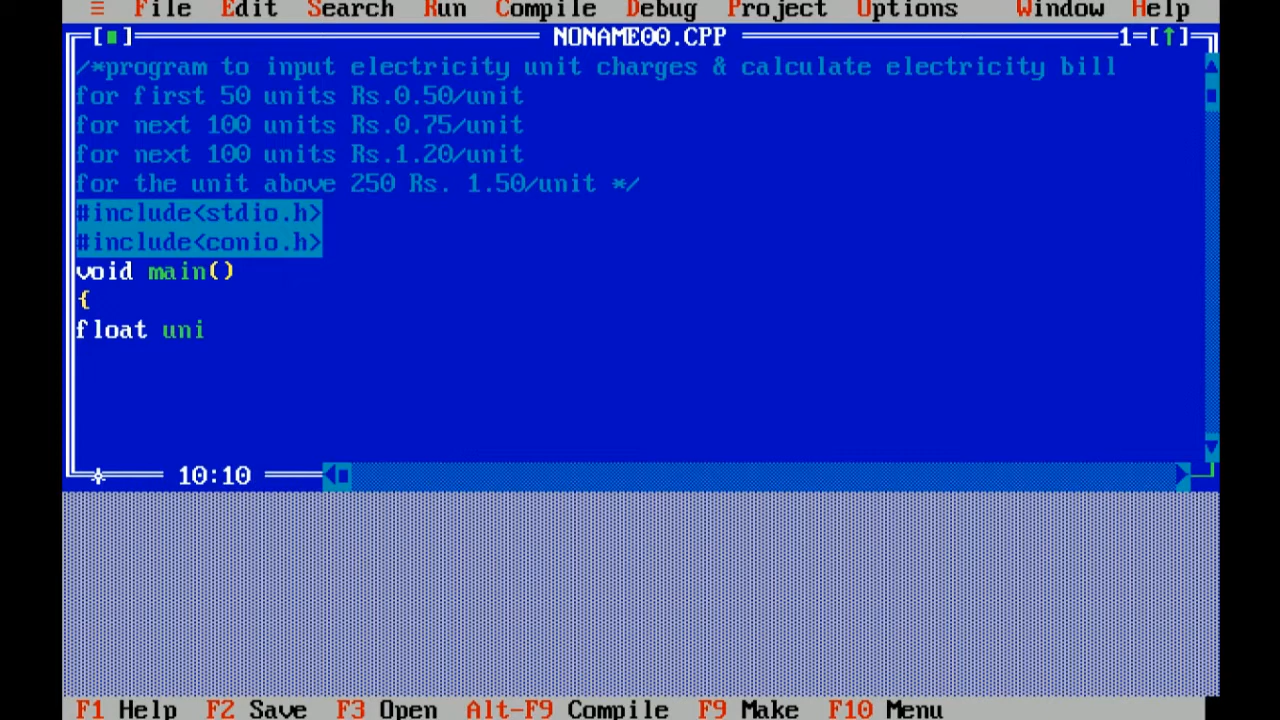 ≡ File Edit Search Run Compile Debug Project Options Window Help
[■] NONAME00.CPP 1=[↑]
/*program to input electricity unit charges & calculate electricity bill
for first 50 units Rs.0.50/unit
for next 100 units Rs.0.75/unit
for next 100 units Rs.1.20/unit
for the unit above 250 Rs. 1.50/unit */
#include<stdio.h>
#include<conio.h>
void main()
{
float uni
10:10
F1 Help F2 Save F3 Open Alt-F9 Compile F9 Make F10 Menu